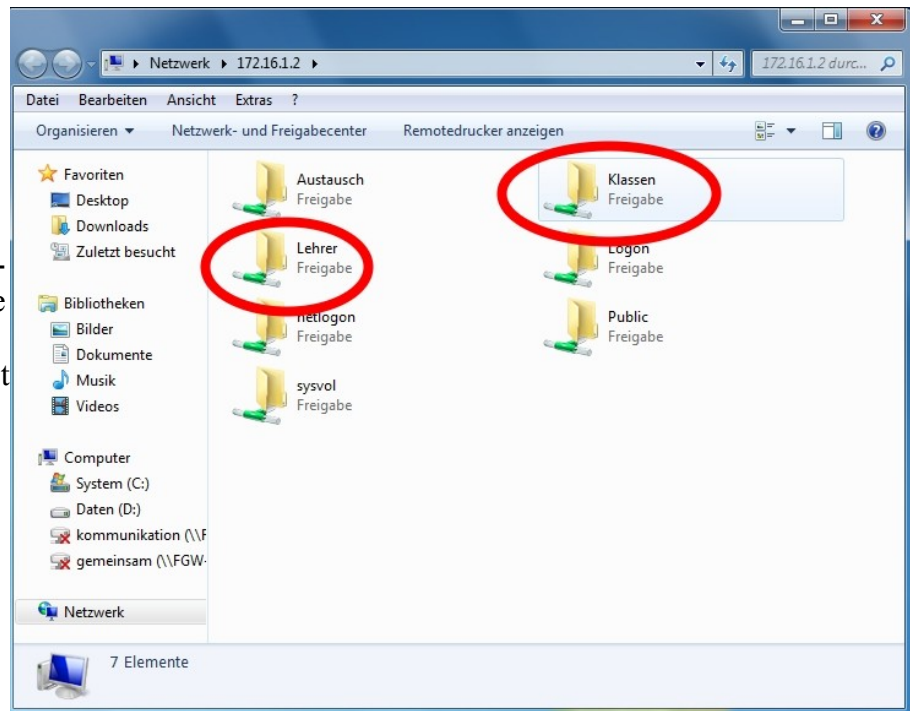 Netzwerk ▸ 172.16.1.2 ▸
172.16.1.2 durc...
Datei Bearbeiten Ansicht Extras ?
Organisieren ▾ Netzwerk- und Freigabecenter Remotedrucker anzeigen
Favoriten
Desktop
Downloads
Zuletzt besucht
Bibliotheken
Bilder
Dokumente
Musik
Videos
Computer
System (C:)
Daten (D:)
kommunikation (\\F
gemeinsam (\\FGW-
Netzwerk
Austausch
Freigabe
Klassen
Freigabe
Lehrer
Freigabe
Logon
Freigabe
netlogon
Freigabe
Public
Freigabe
sysvol
Freigabe
7 Elemente